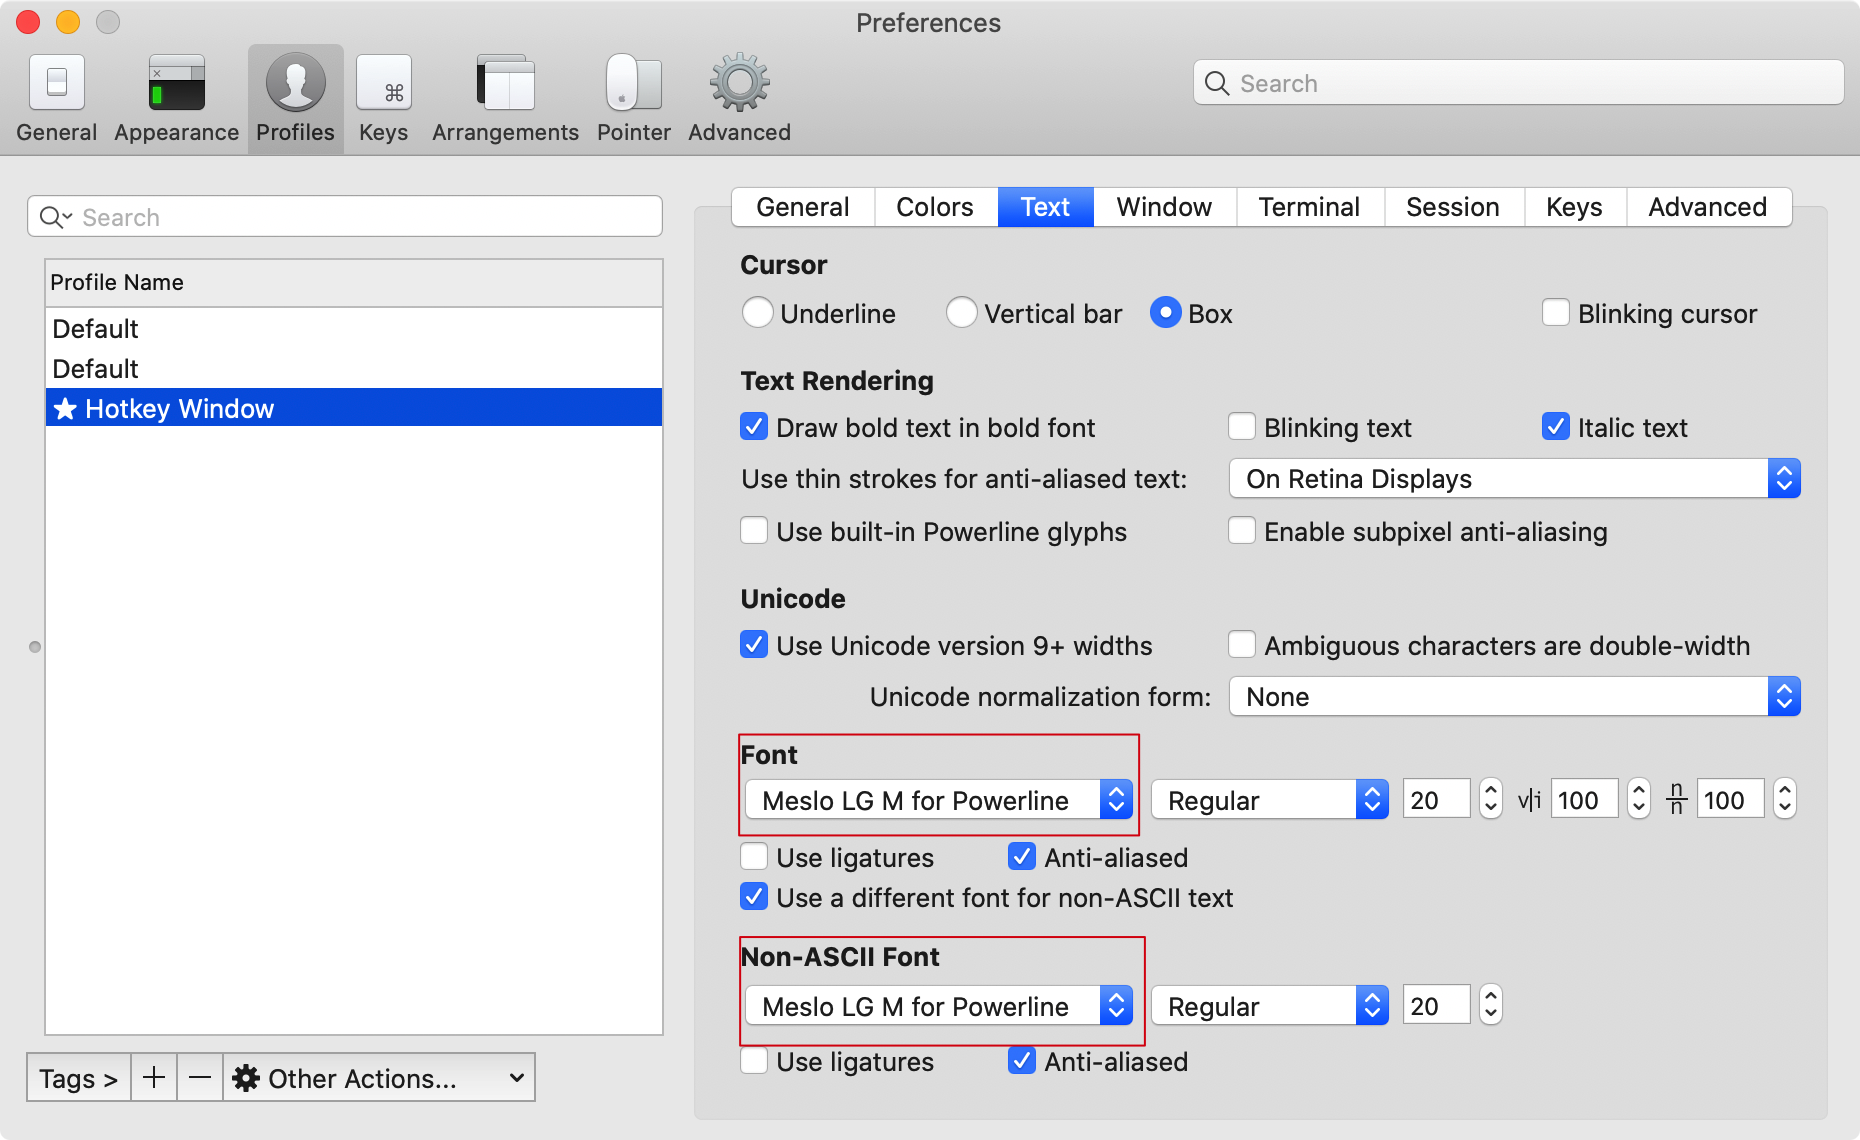 Preferences
General Appearance Profiles Keys Arrangements Pointer Advanced
Search
Search
Profile Name
Default
Default
★ Hotkey Window
Tags > + — Other Actions...
General Colors Text Window Terminal Session Keys Advanced
Cursor
Underline Vertical bar Box Blinking cursor
Text Rendering
Draw bold text in bold font Blinking text Italic text
Use thin strokes for anti-aliased text: On Retina Displays
Use built-in Powerline glyphs Enable subpixel anti-aliasing
Unicode
Use Unicode version 9+ widths Ambiguous characters are double-width
Unicode normalization form: None
Font
Meslo LG M for Powerline Regular 20 v|i 100 n/n 100
Use ligatures Anti-aliased
Use a different font for non-ASCII text
Non-ASCII Font
Meslo LG M for Powerline Regular 20
Use ligatures Anti-aliased